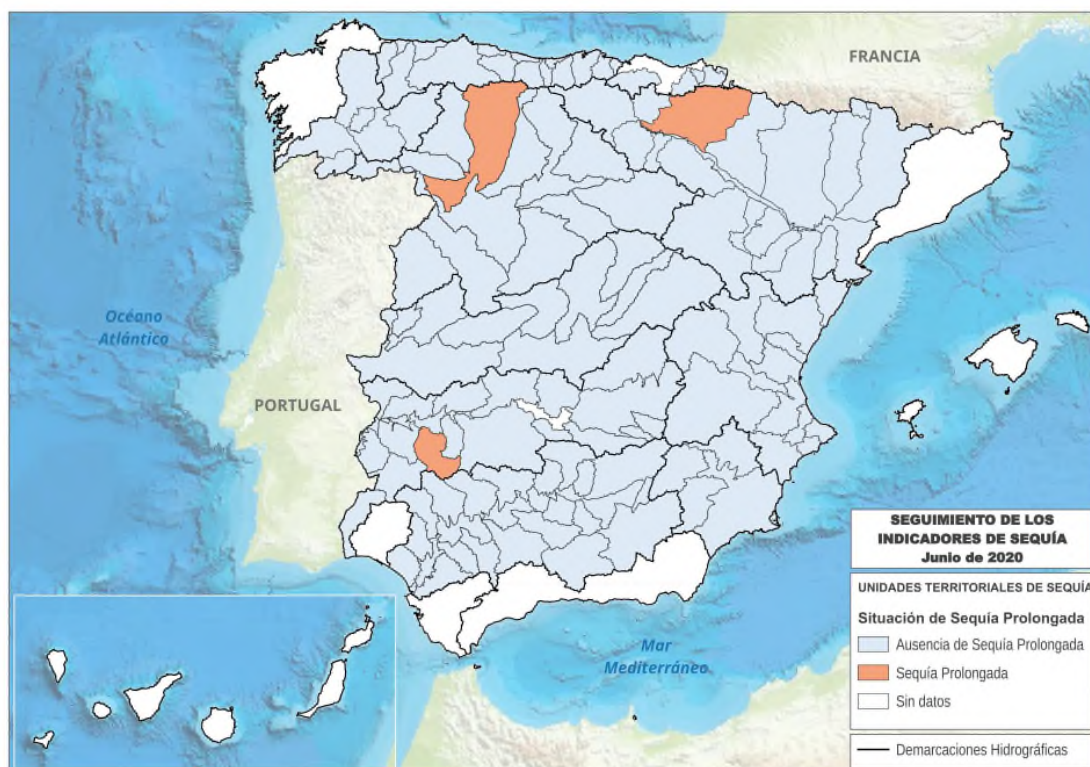 FRANCIA
Océano
Atlántico
PORTUGAL
Mar
Mediterráneo
SEGUIMIENTO DE LOS
INDICADORES DE SEQUÍA
Junio de 2020
UNIDADES TERRITORIALES DE SEQUÍA
Situación de Sequía Prolongada
Ausencia de Sequía Prolongada
Sequía Prolongada
Sin datos
Demarcaciones Hidrográficas